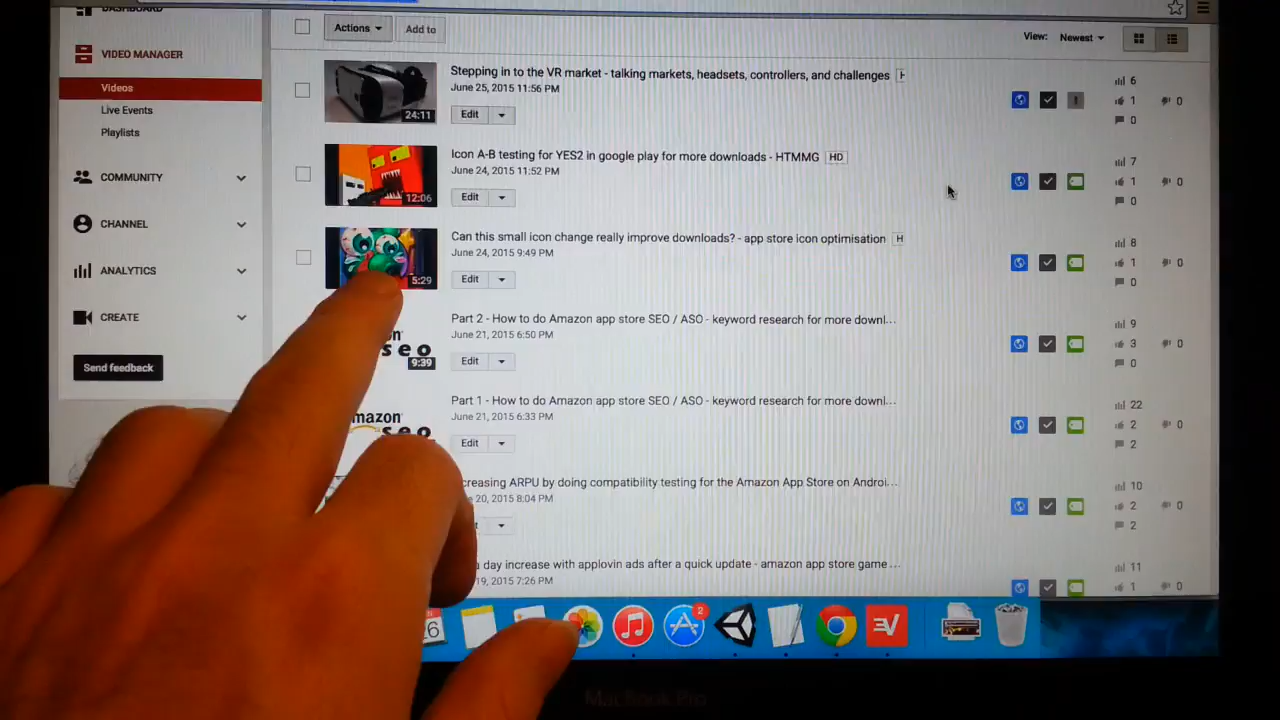 DASHBOARD
VIDEO MANAGER
Videos
Live Events
Playlists
COMMUNITY
CHANNEL
ANALYTICS
CREATE
Send feedback
Actions
Add to
View: Newest
24:11
Stepping in to the VR market - talking markets, headsets, controllers, and challenges H
June 25, 2015 11:56 PM
Edit
6
1 0
0
12:06
Icon A-B testing for YES2 in google play for more downloads - HTMMG HD
June 24, 2015 11:52 PM
Edit
7
1 0
0
5:29
Can this small icon change really improve downloads? - app store icon optimisation H
June 24, 2015 9:49 PM
Edit
8
1 0
0
seo
9:39
Part 2 - How to do Amazon app store SEO / ASO - keyword research for more downl...
June 21, 2015 6:50 PM
Edit
9
3 0
0
mazon
seo
Part 1 - How to do Amazon app store SEO / ASO - keyword research for more downl...
June 21, 2015 6:33 PM
Edit
22
2 0
2
creasing ARPU by doing compatibility testing for the Amazon App Store on Androi...
20, 2015 8:04 PM
10
2 0
2
a day increase with applovin ads after a quick update - amazon app store game ...
19, 2015 7:26 PM
11
1 0
2
MacBook Pro